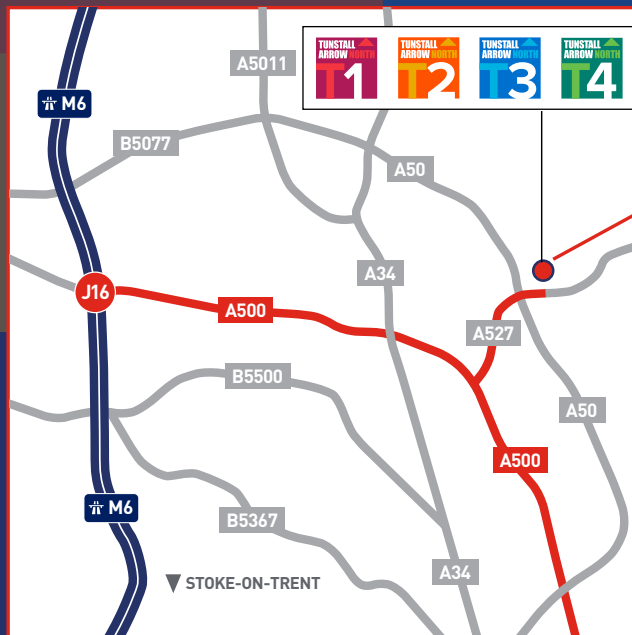 A5011
TUNSTALL
ARROW NORTH
T1
TUNSTALL
ARROW NORTH
T2
TUNSTALL
ARROW NORTH
T3
TUNSTALL
ARROW NORTH
T4
M6
B5077
A50
A34
J16
A500
A527
B5500
A50
A500
M6
B5367
A34
STOKE-ON-TRENT